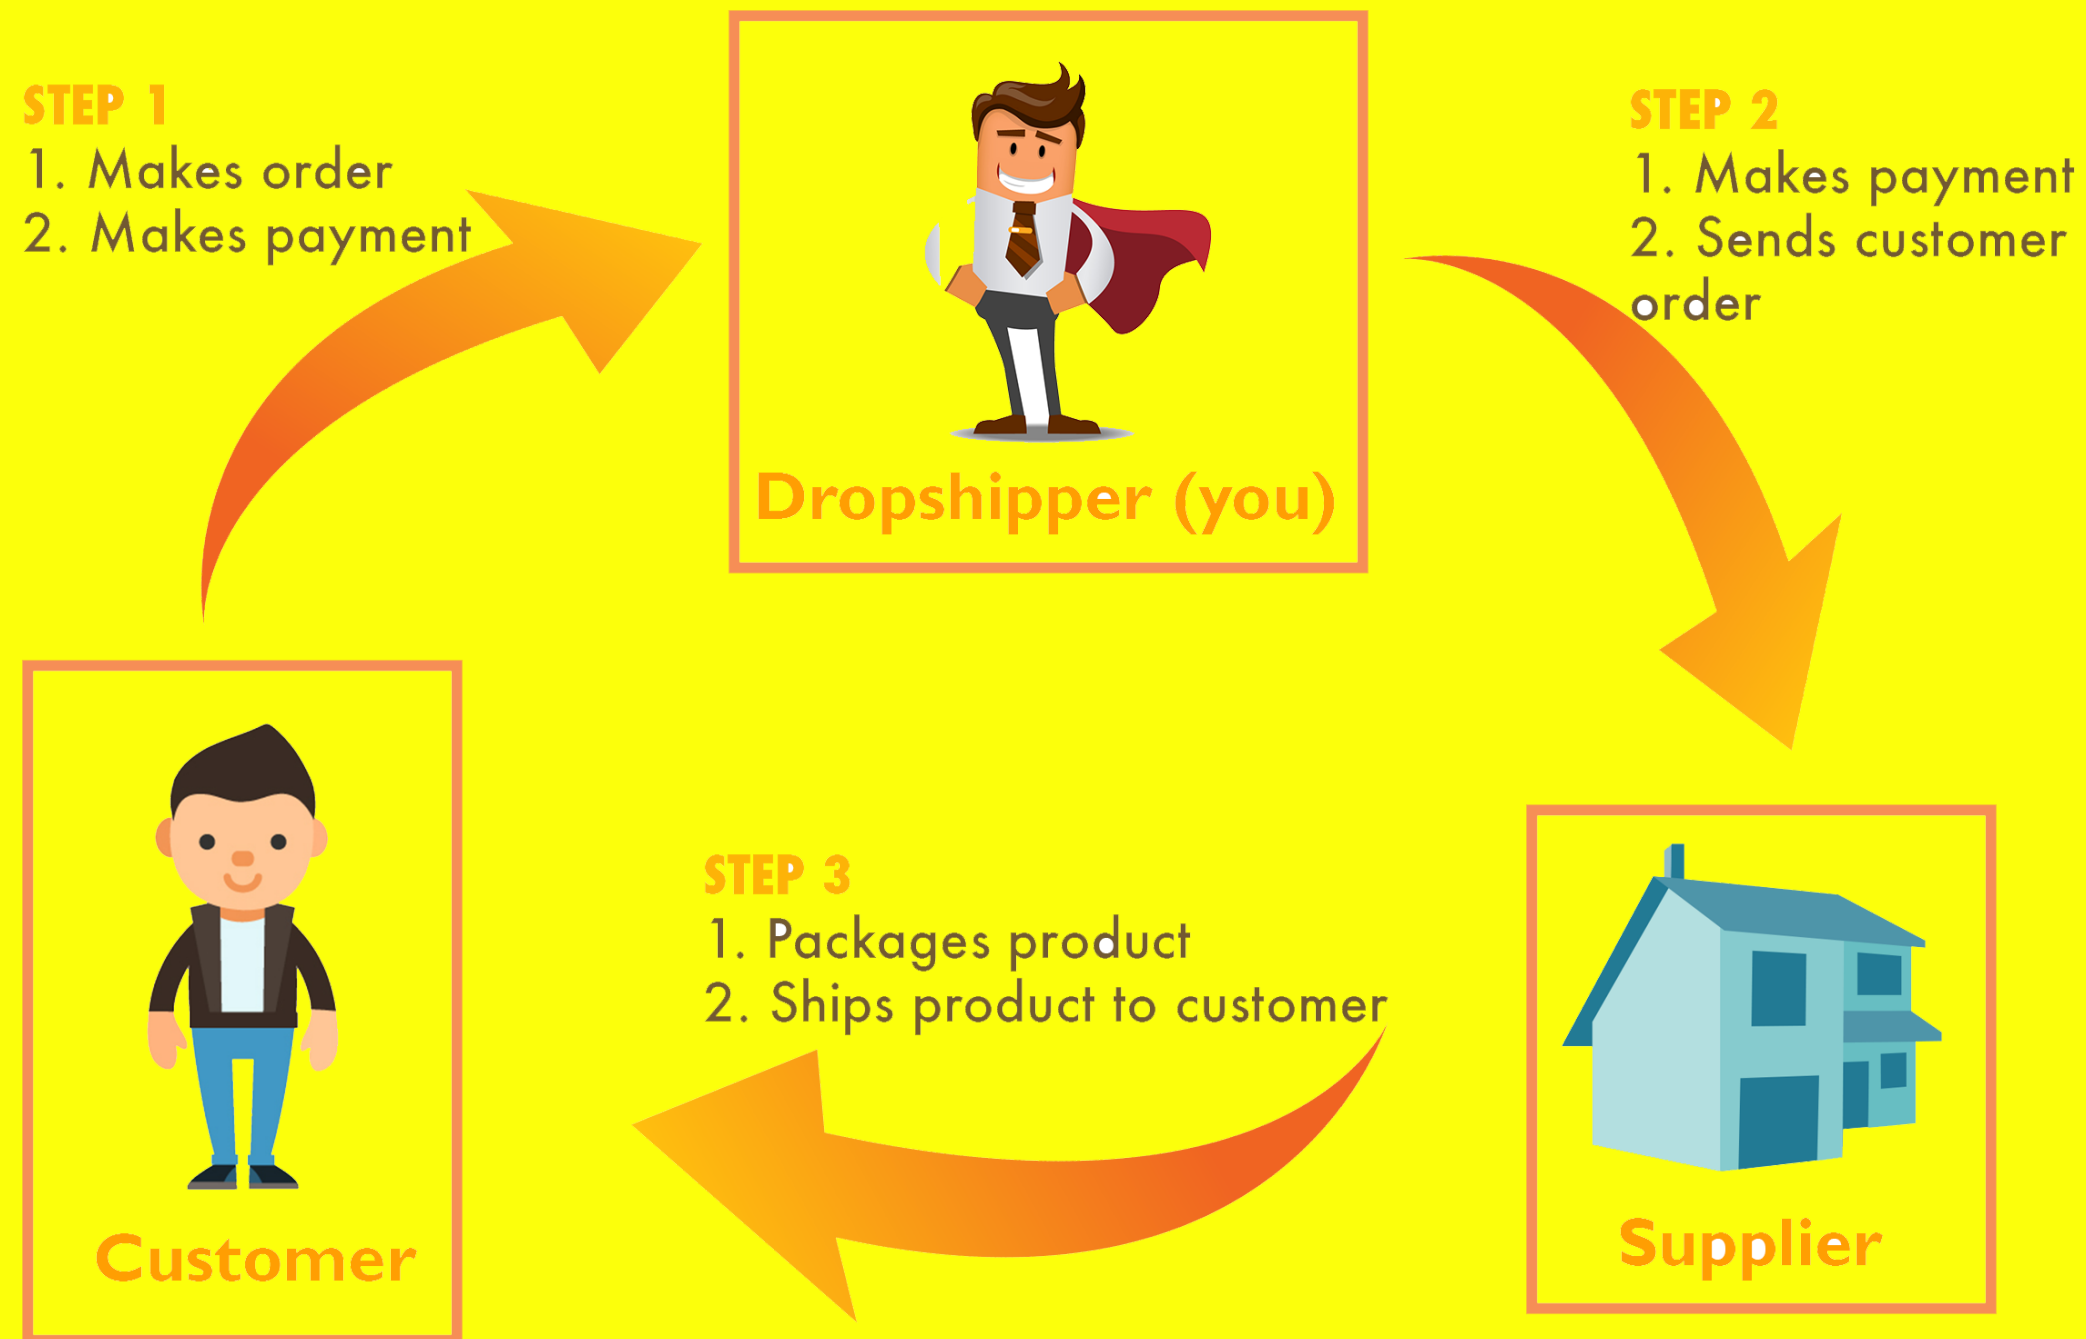 STEP 1
1. Makes order
2. Makes payment
Dropshipper (you)
STEP 2
1. Makes payment
2. Sends customer
order
STEP 3
1. Packages product
2. Ships product to customer
Customer
Supplier